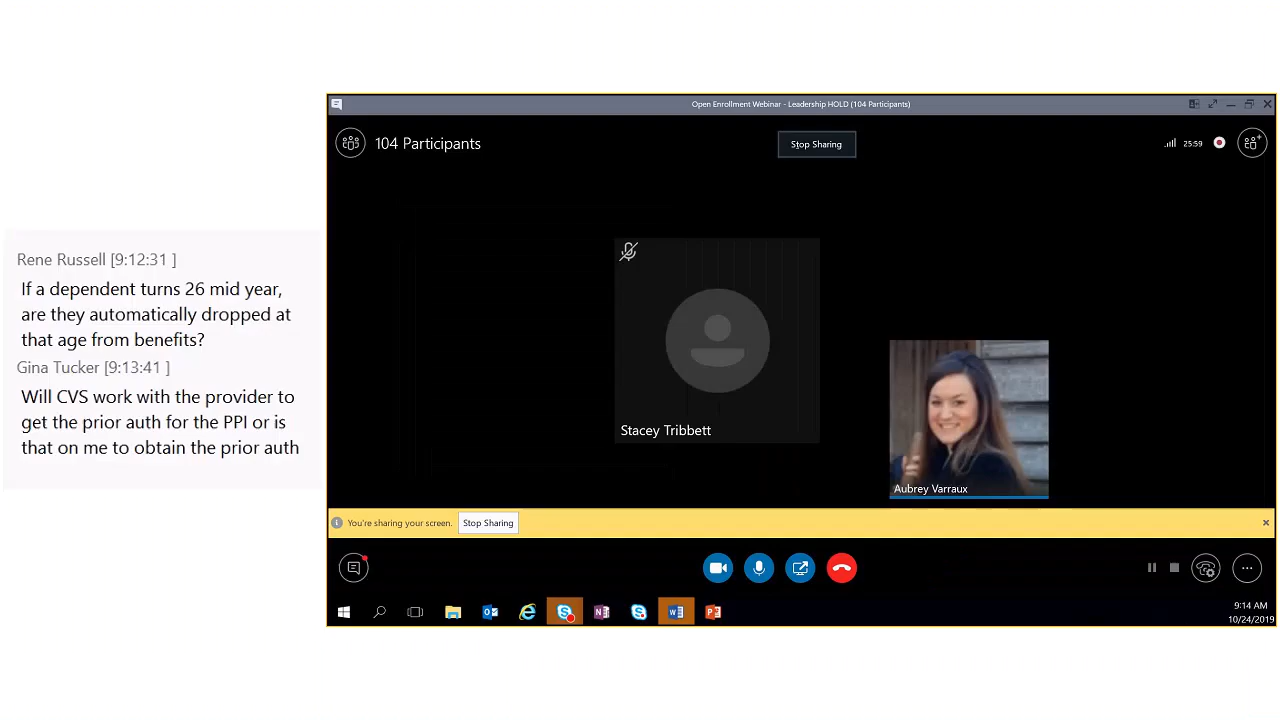 Open Enrollment Webinar - Leadership HOLD (104 Participants)
104 Participants
Stop Sharing
25:59
Rene Russell [9:12:31 ]
If a dependent turns 26 mid year,
are they automatically dropped at
that age from benefits?
Gina Tucker [9:13:41 ]
Will CVS work with the provider to
get the prior auth for the PPI or is
that on me to obtain the prior auth
Stacey Tribbett
Aubrey Varraux
You're sharing your screen. Stop Sharing
9:14 AM
10/24/2019